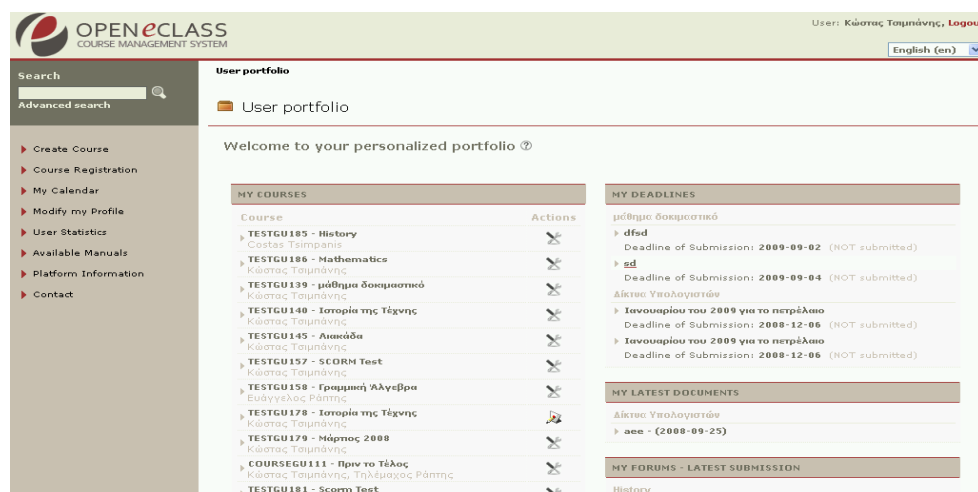 OPEN eCLASS
COURSE MANAGEMENT SYSTEM
User: Κώστας Τσιμπάνης, Logou
English (en)
Search
Advanced search
Create Course
Course Registration
My Calendar
Modify my Profile
User Statistics
Available Manuals
Platform Information
Contact
User portfolio
User portfolio
Welcome to your personalized portfolio
MY COURSES
Course Actions
TESTGU185 - History
Costas Tsimpanis
TESTGU186 - Mathematics
Κώστας Τσιμπάνης
TESTGU139 - μάθημα δοκιμαστικό
Κώστας Τσιμπάνης
TESTGU140 - Ιστορία της Τέχνης
Κώστας Τσιμπάνης
TESTGU145 - Λιακάδα
Κώστας Τσιμπάνης
TESTGU157 - SCORM Test
Κώστας Τσιμπάνης
TESTGU158 - Γραμμική Άλγεβρα
Ευάγγελος Ράπτης
TESTGU178 - Ιστορία της Τέχνης
Κώστας Τσιμπάνης
TESTGU179 - Μάρτιος 2008
Κώστας Τσιμπάνης
COURSEGU111 - Πριν το Τέλος
Κώστας Τσιμπάνης, Τηλέμαχος Ράπτης
TESTGU181 - Scorm Test
MY DEADLINES
μάθημα δοκιμαστικό
dfsd
Deadline of Submission: 2009-09-02 (NOT submitted)
sd
Deadline of Submission: 2009-09-04 (NOT submitted)
Δίκτυα Υπολογιστών
Ιανουαρίου του 2009 για το πετρέλαιο
Deadline of Submission: 2008-12-06 (NOT submitted)
Ιανουαρίου του 2009 για το πετρέλαιο
Deadline of Submission: 2008-12-06 (NOT submitted)
MY LATEST DOCUMENTS
Δίκτυα Υπολογιστών
aee - (2008-09-25)
MY FORUMS - LATEST SUBMISSION
History